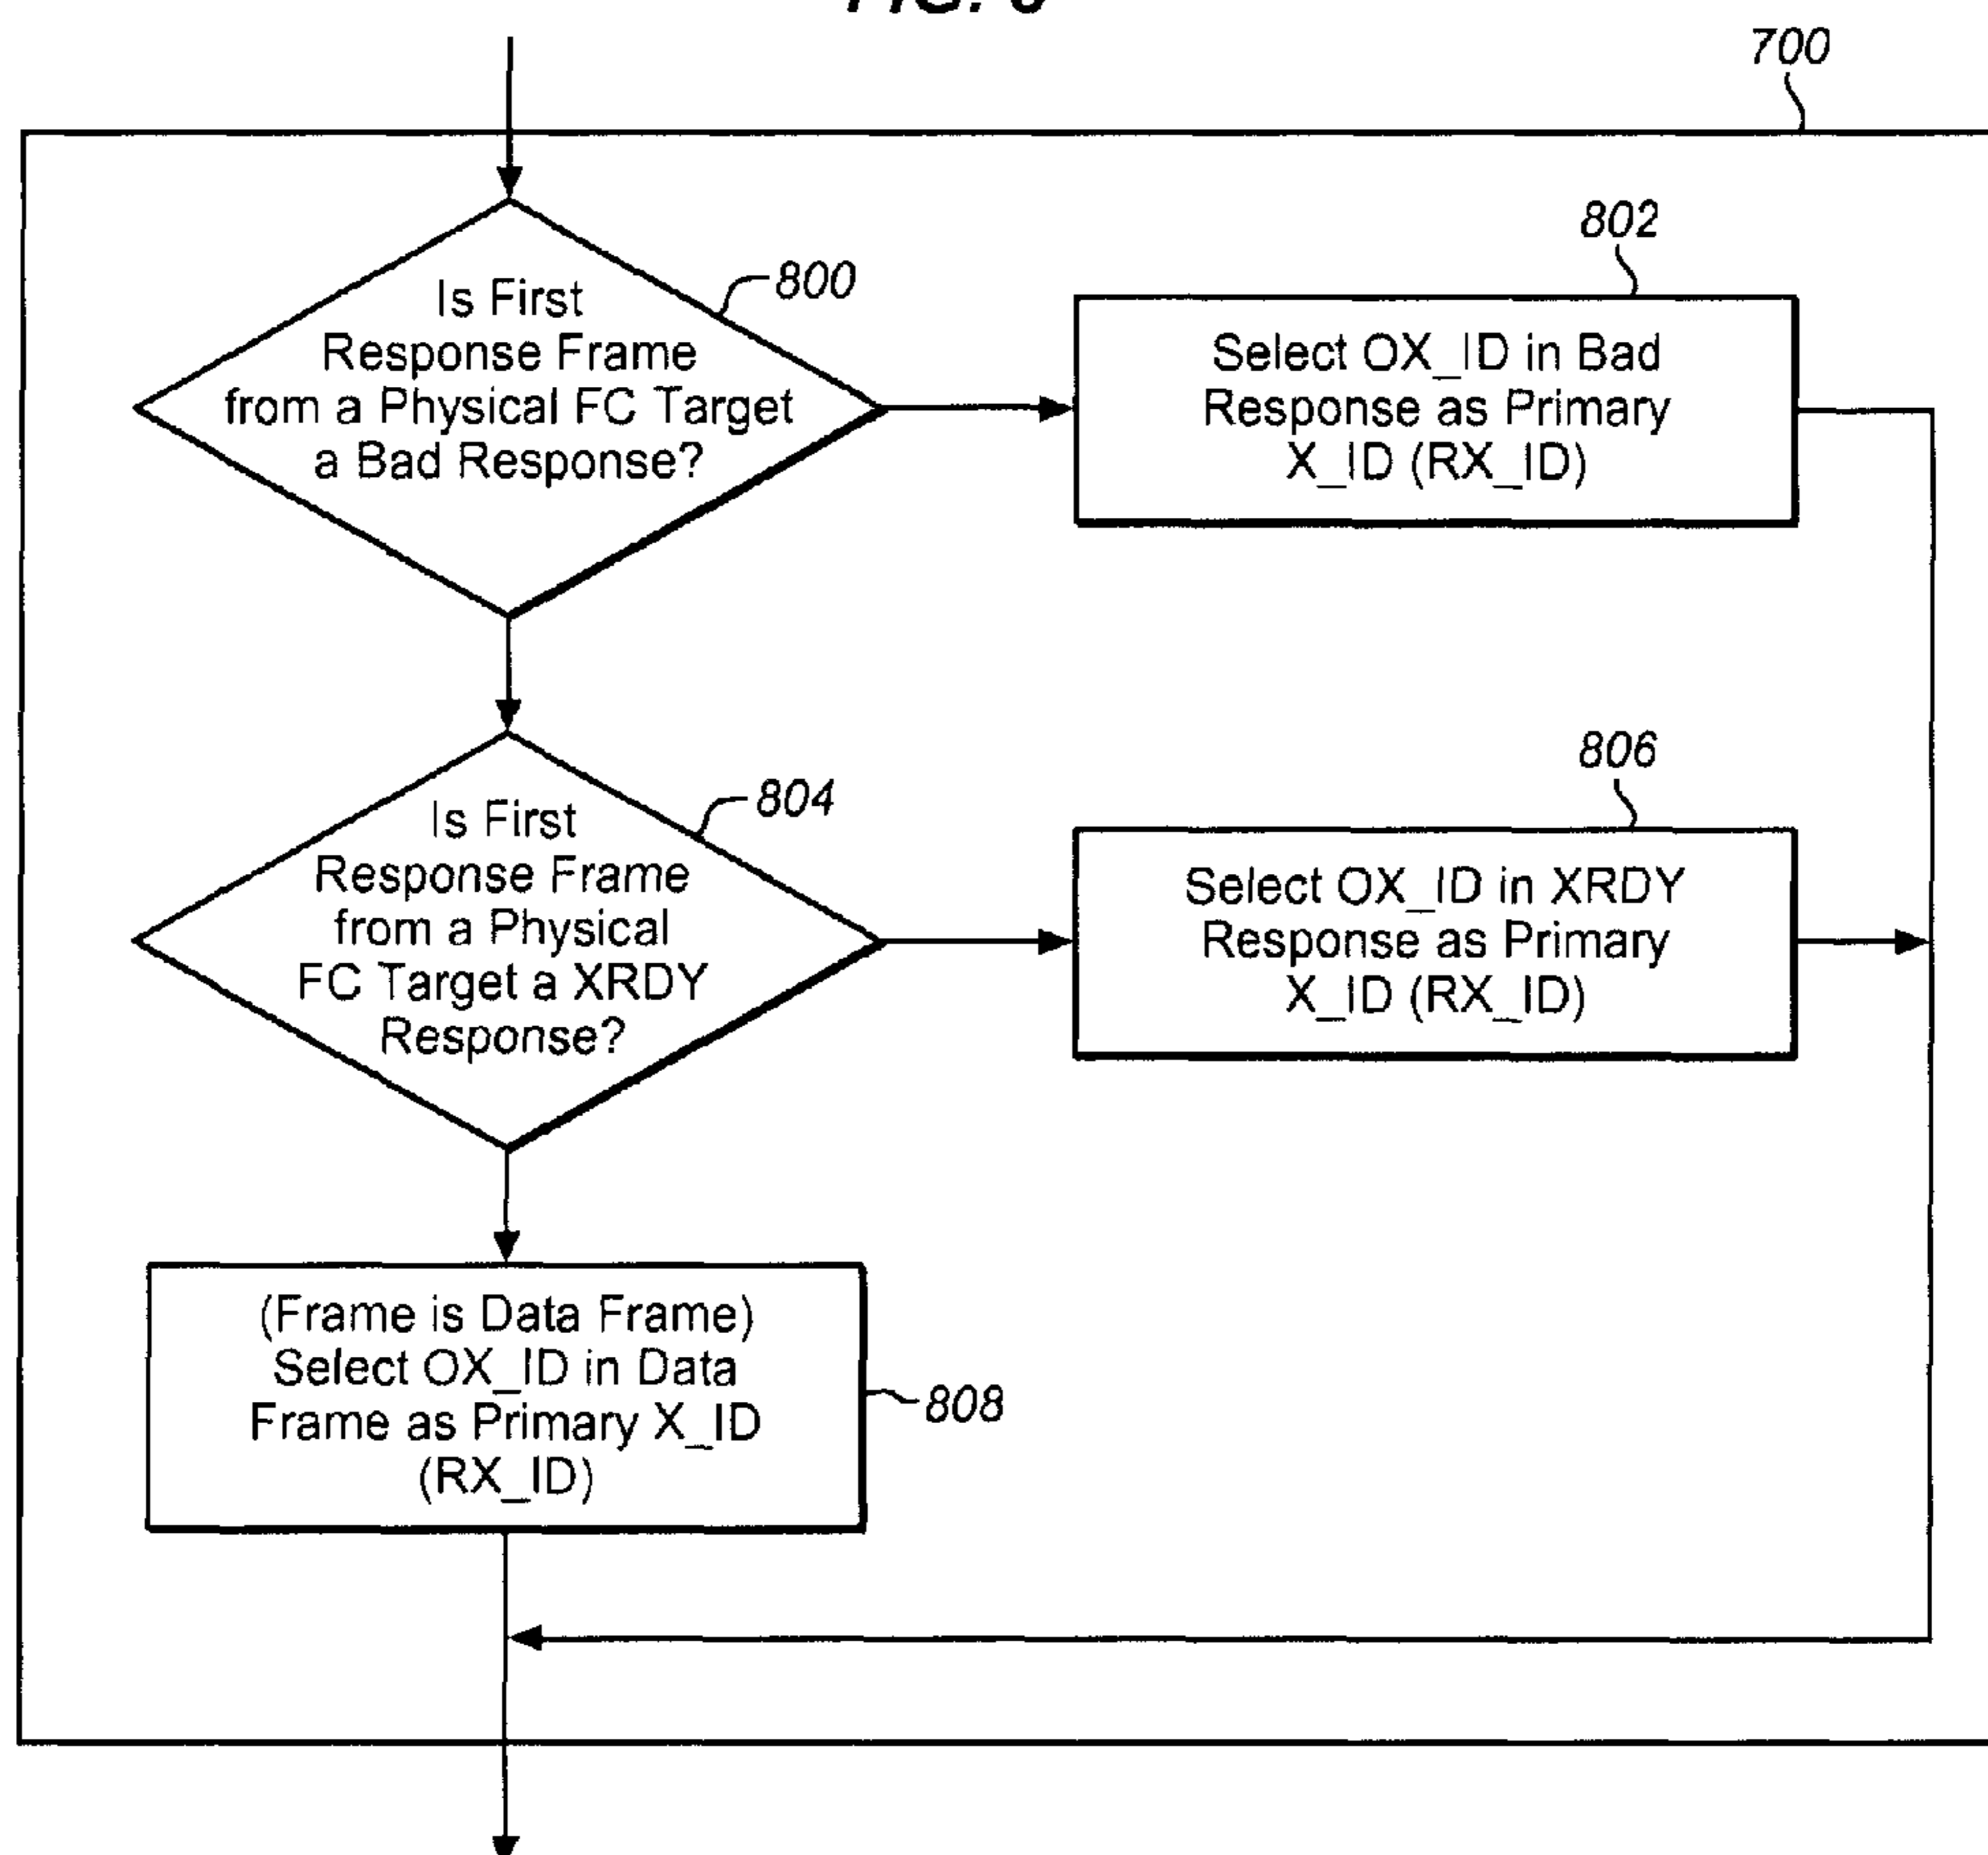 700
Is First
Response Frame
from a Physical FC Target
a Bad Response?
800
802
Select OX_ID in Bad
Response as Primary
X_ID (RX_ID)
Is First
Response Frame
from a Physical
FC Target a XRDY
Response?
804
806
Select OX_ID in XRDY
Response as Primary
X_ID (RX_ID)
(Frame is Data Frame)
Select OX_ID in Data
Frame as Primary X_ID
(RX_ID)
808